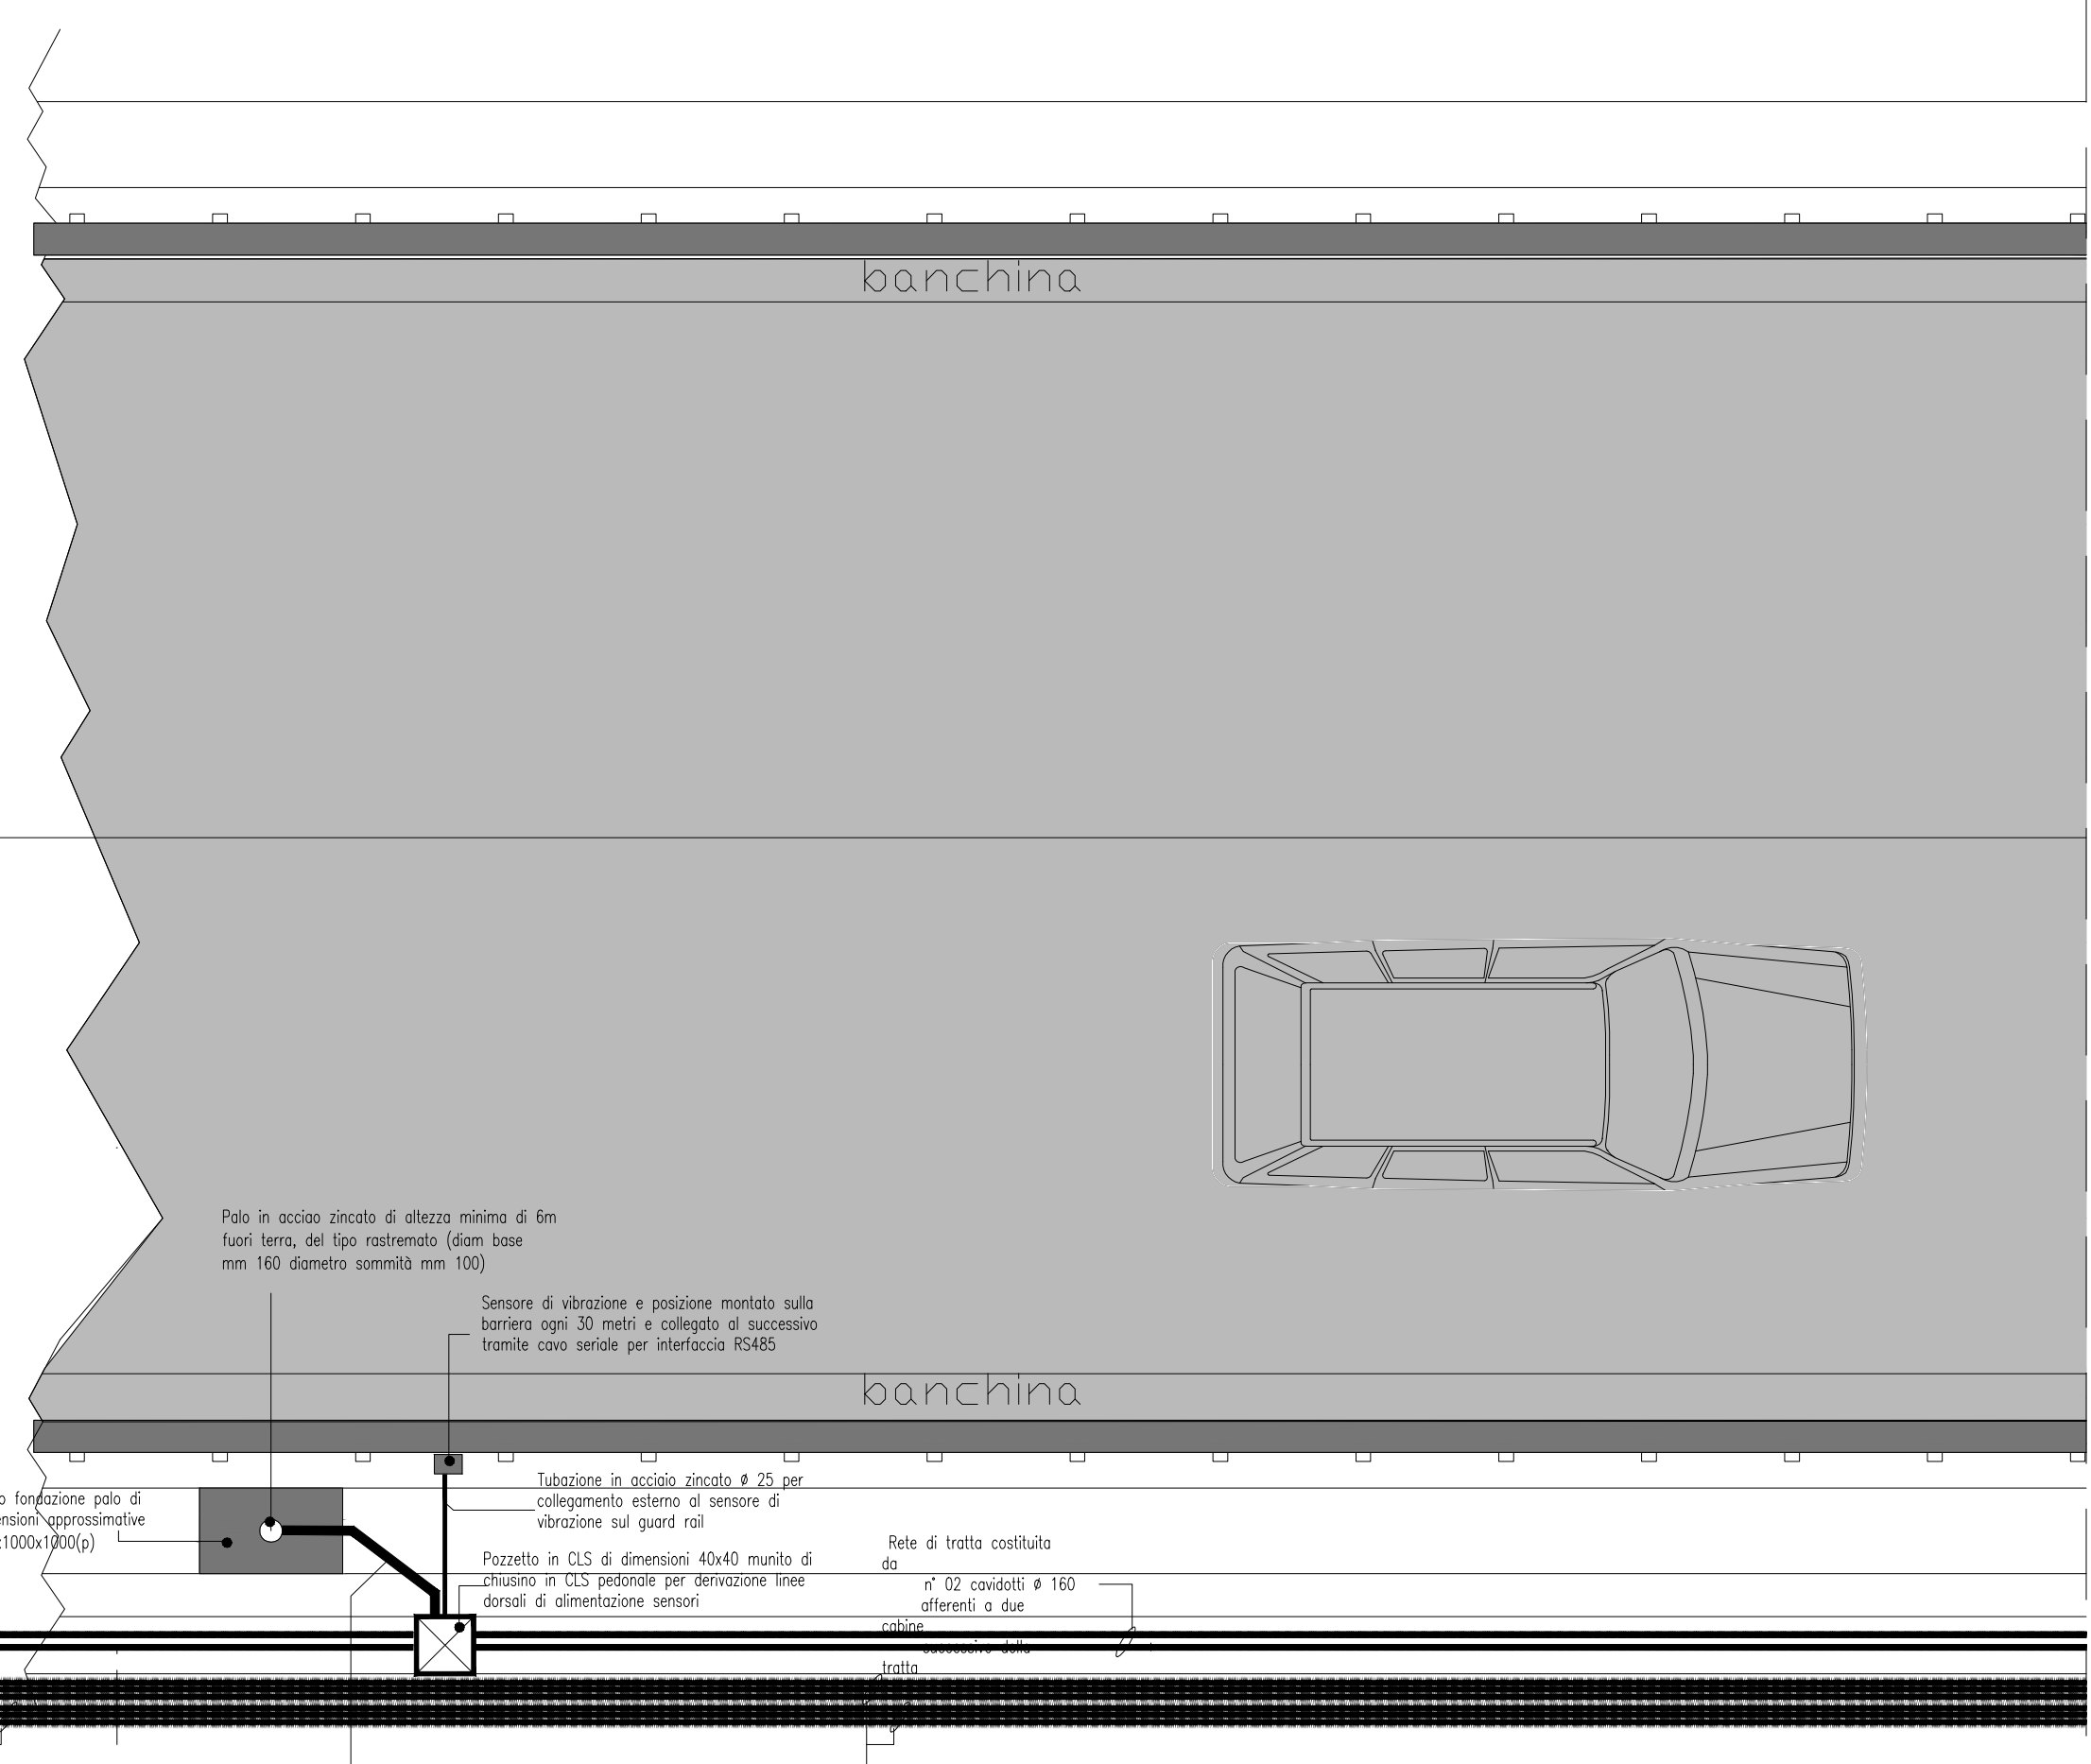 banchina
Palo in acciao zincato di altezza minima di 6m
fuori terra, del tipo rastremato (diam base
mm 160 diametro sommità mm 100)
Sensore di vibrazione e posizione montato sulla
barriera ogni 30 metri e collegato al successivo
tramite cavo seriale per interfaccia RS485
banchina
Tubazione in acciaio zincato ø 25 per
collegamento esterno al sensore di
vibrazione sul guard rail
fondazione palo di
approssimative
1000x1000(p)
Pozzetto in CLS di dimensioni 40x40 munito di
chiusino in CLS pedonale per derivazione linee
dorsali di alimentazione sensori
Rete di tratta costituita
da
n° 02 cavidotti ø 160
afferenti a due
cabine
successive della
tratta